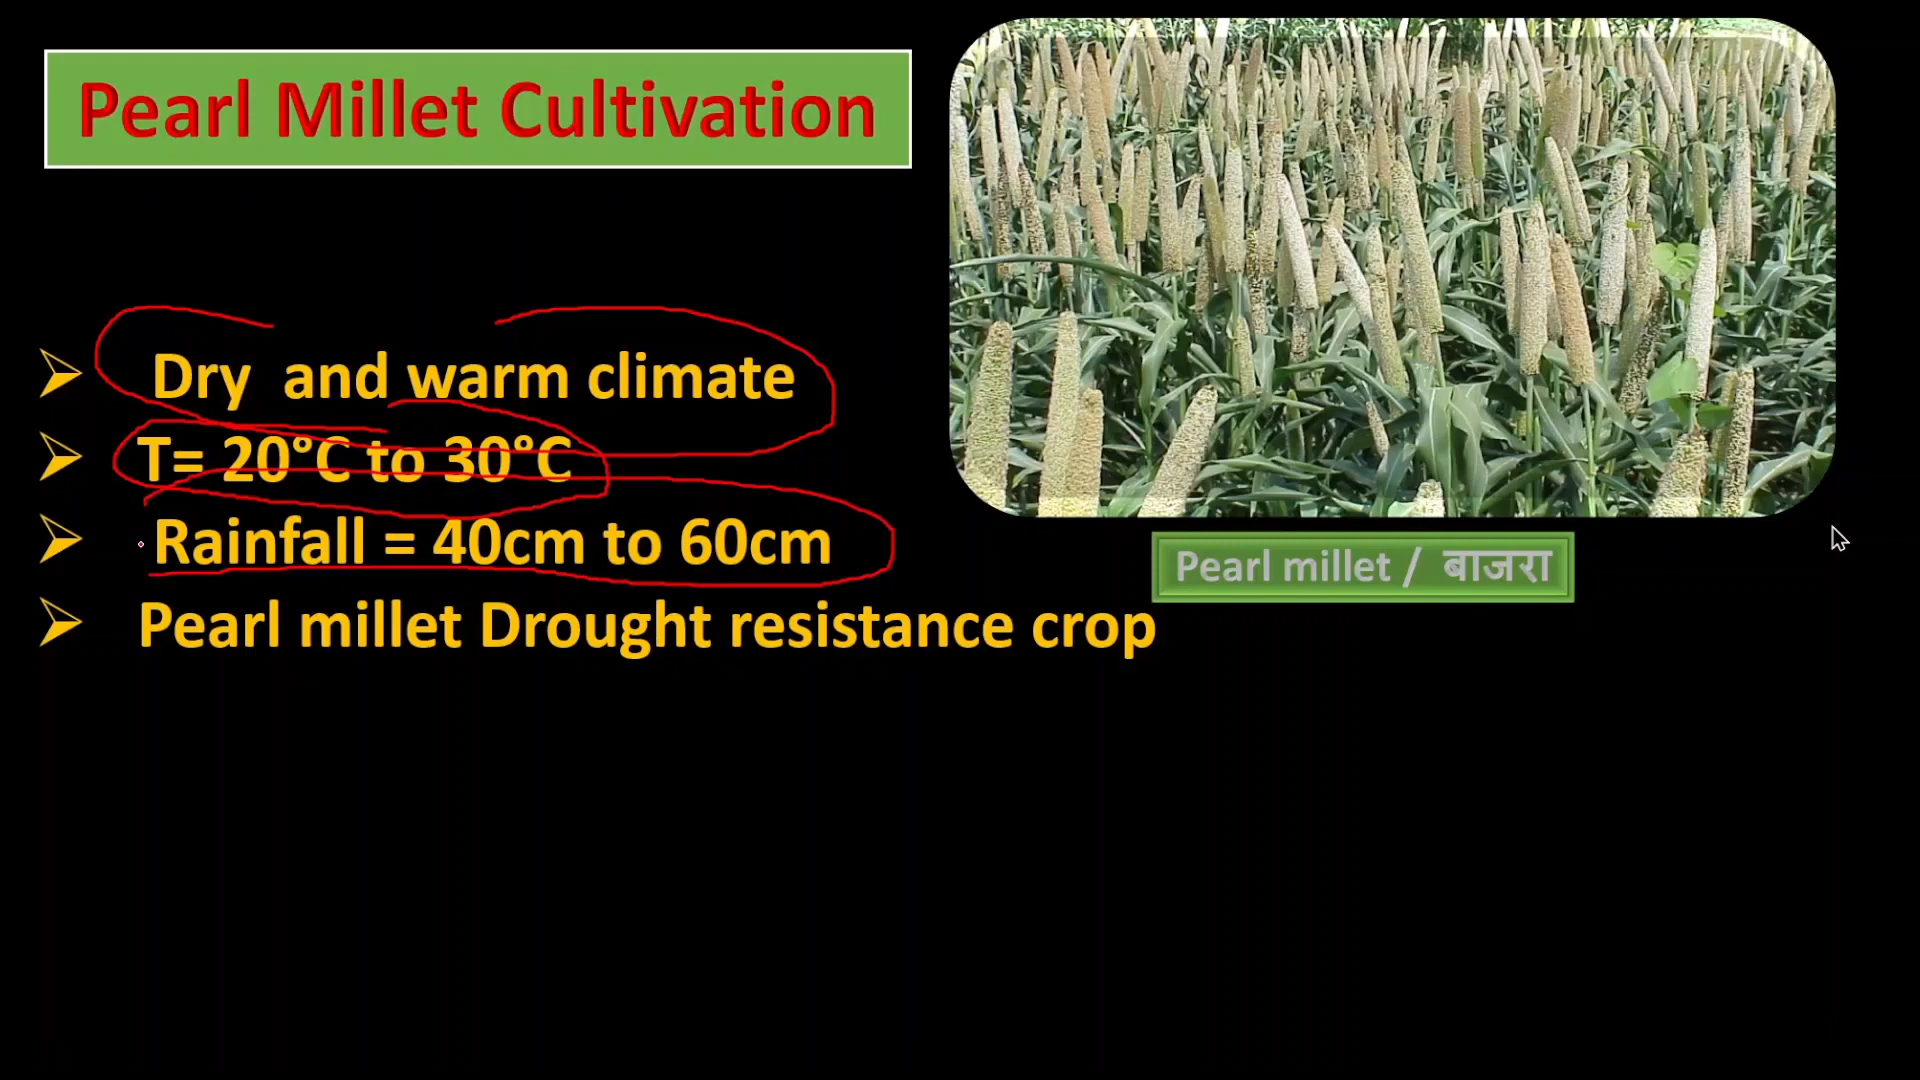 Pearl Millet Cultivation
Dry and warm climate
T= 20°C to 30°C
Rainfall = 40cm to 60cm
Pearl millet Drought resistance crop
Pearl millet / बाजरा